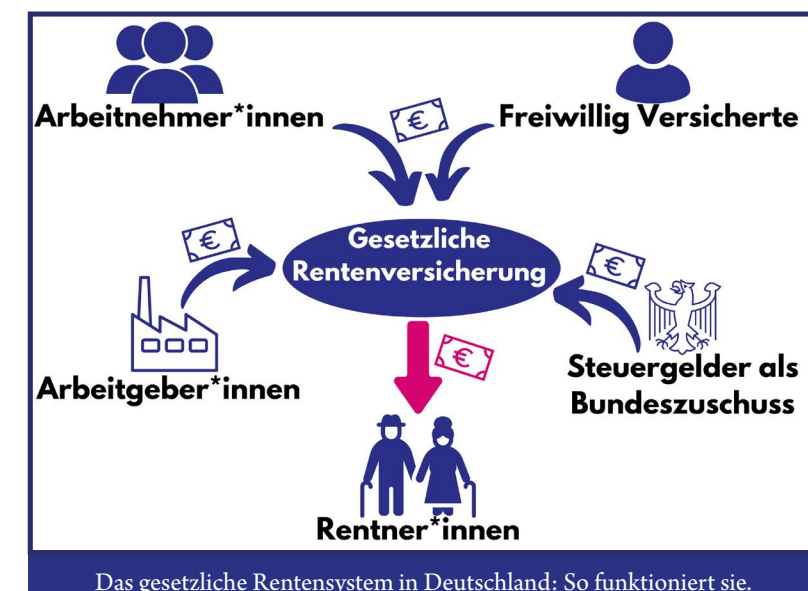 Arbeitnehmer*innen
Freiwillig Versicherte
€
Gesetzliche
Rentenversicherung
€
€
Arbeitgeber*innen
€
Steuergelder als
Bundeszuschuss
Rentner*innen
Das gesetzliche Rentensystem in Deutschland: So funktioniert sie.